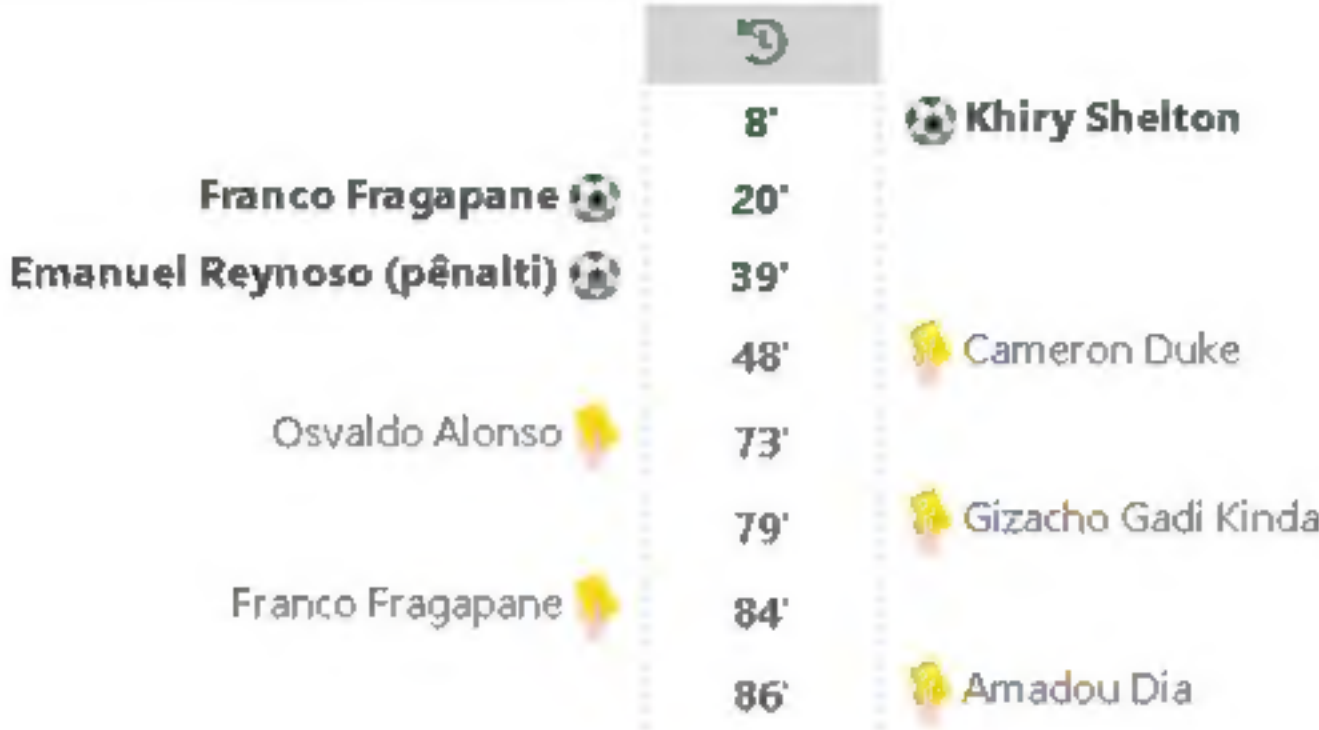 8' Khiry Shelton
Franco Fragapane 20'
Emanuel Reynoso (pênalti) 39'
48' Cameron Duke
Osvaldo Alonso 73'
79' Gizacho Gadi Kinda
Franco Fragapane 84'
86' Amadou Dia